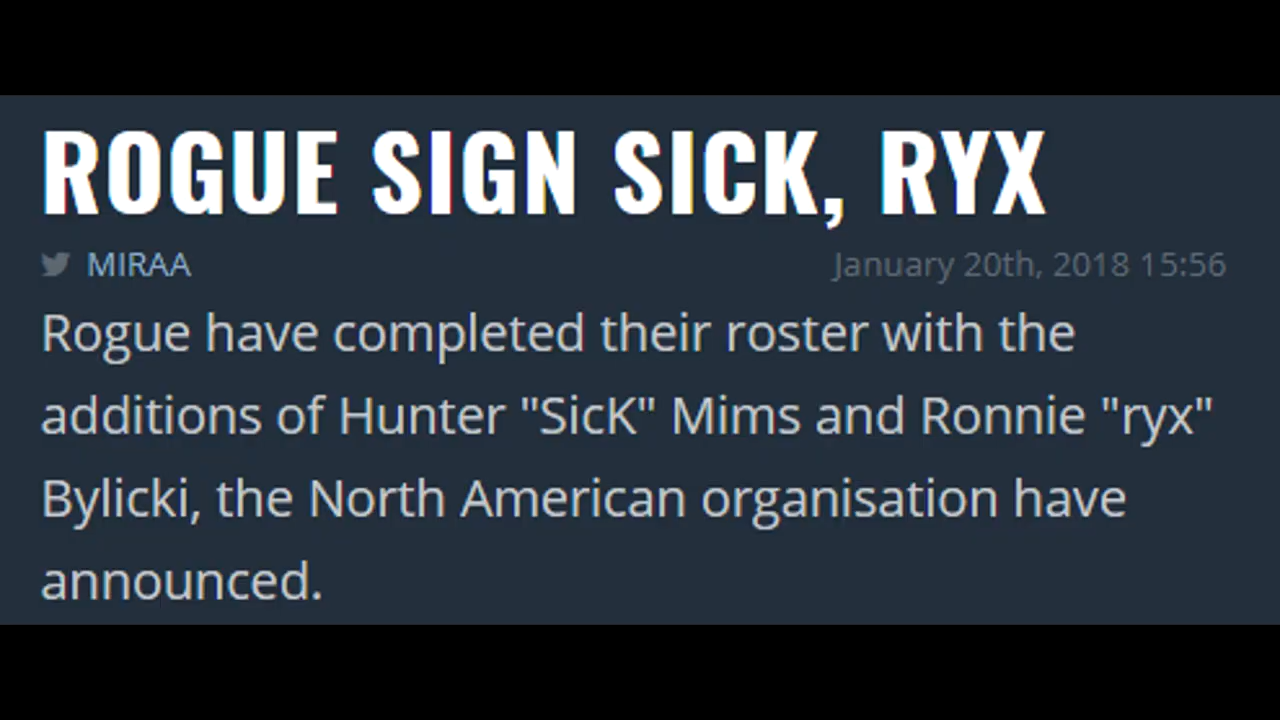 ROGUE SIGN SICK, RYX
MIRAA January 20th, 2018 15:56
Rogue have completed their roster with the
additions of Hunter "SicK" Mims and Ronnie "ryx"
Bylicki, the North American organisation have
announced.